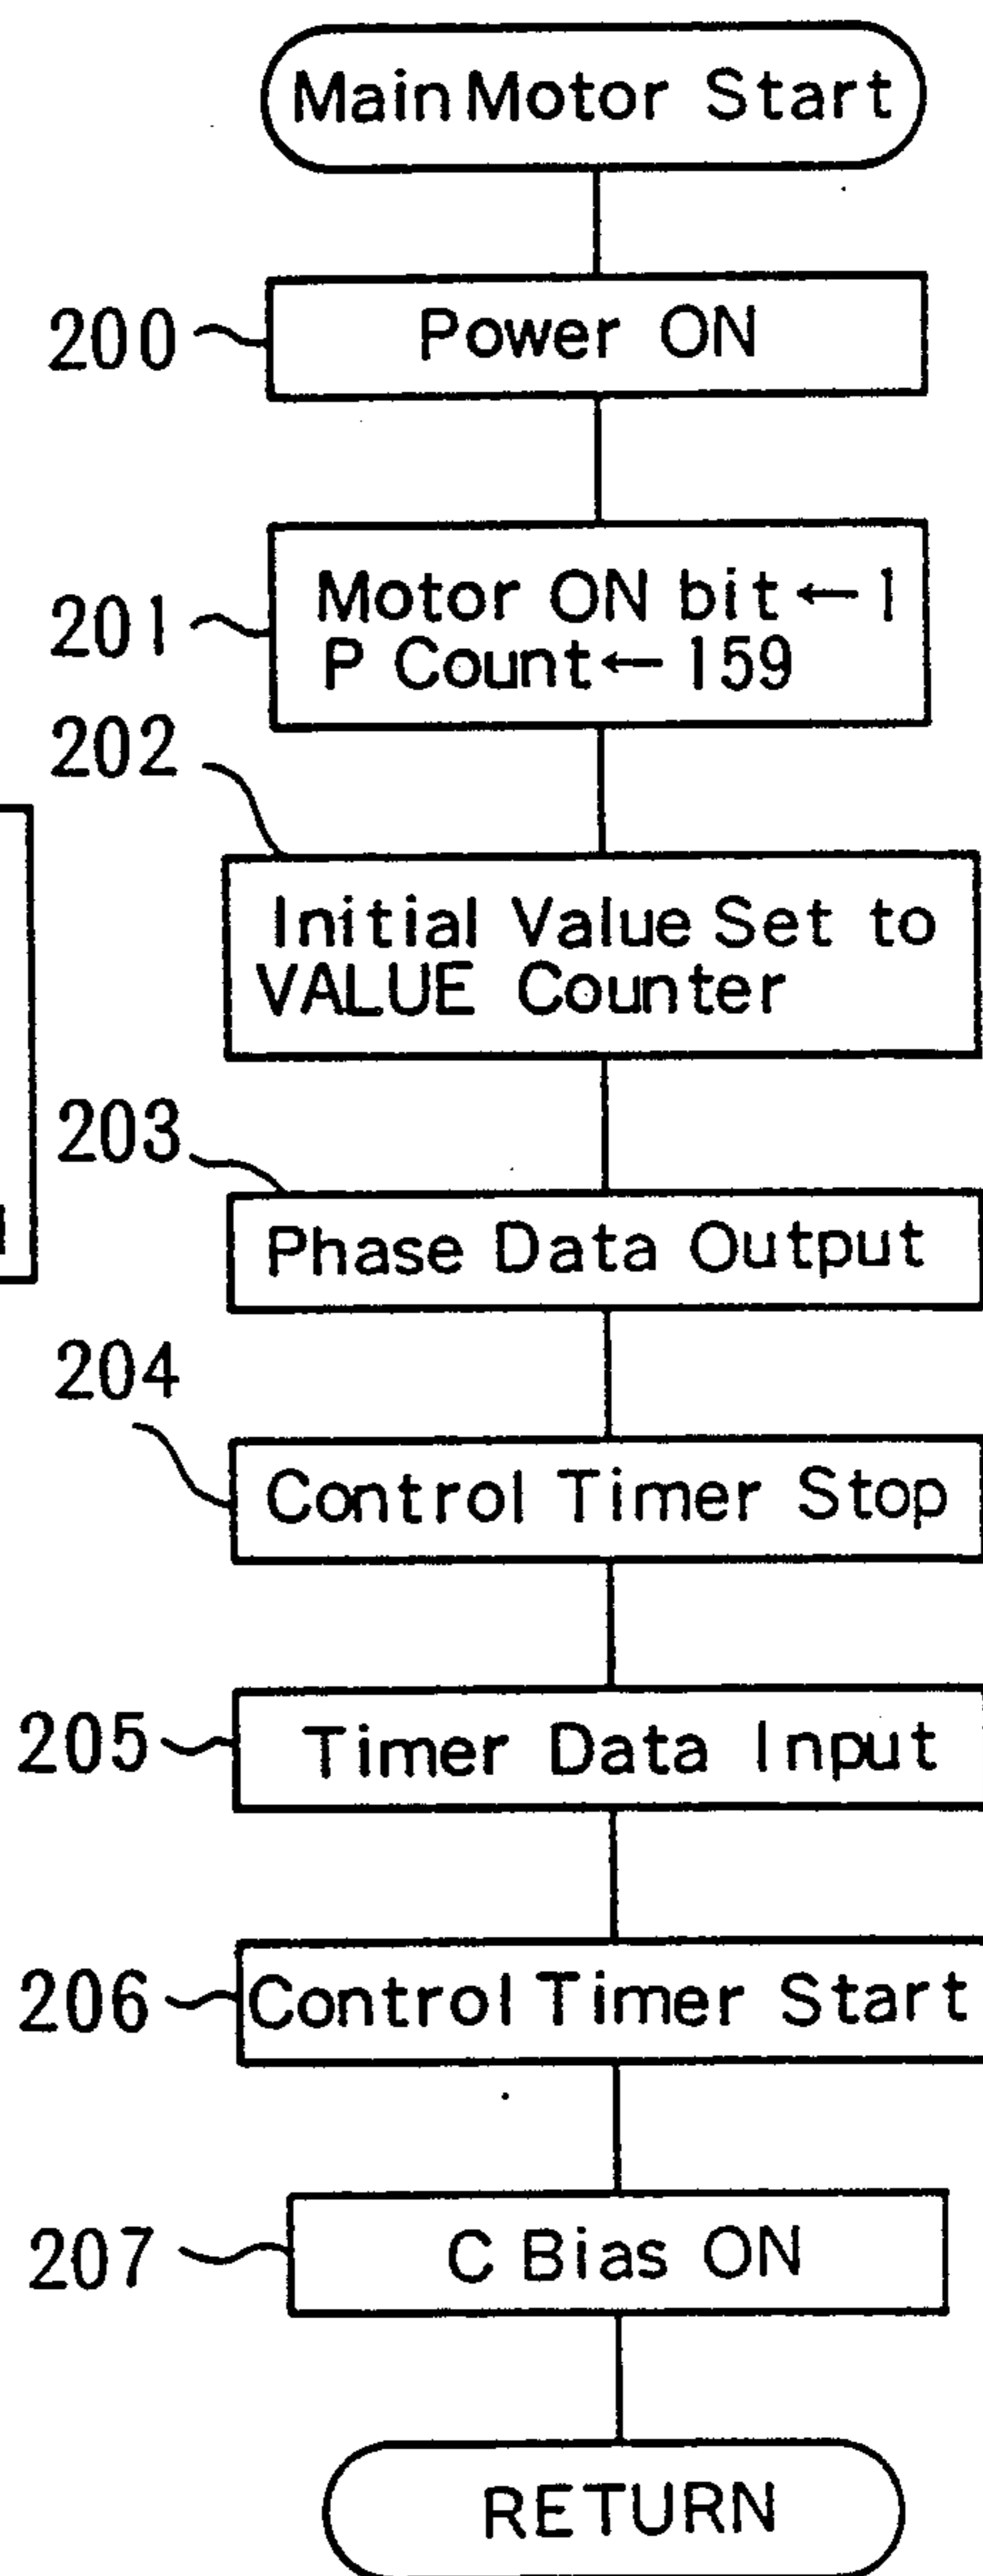 Main Motor Start
200
Power ON
201
Motor ON bit ← 1
P Count ← 159
202
Initial Value Set to
VALUE Counter
203
Phase Data Output
204
Control Timer Stop
205
Timer Data Input
206
Control Timer Start
207
C Bias ON
RETURN